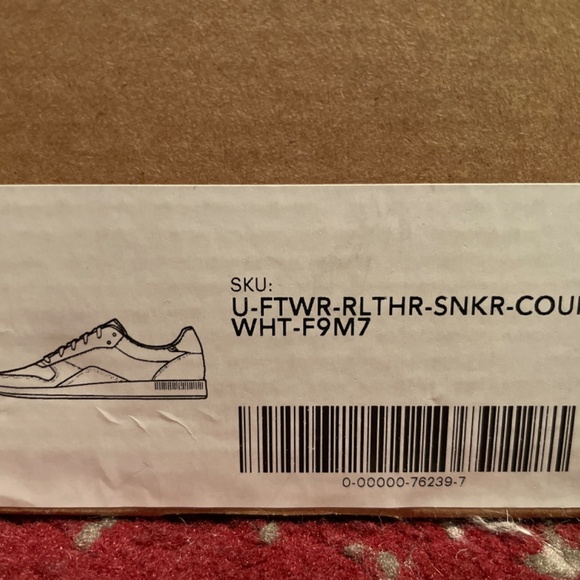 SKU:
U-FTWR-RLTHR-SNKR-COU
WHT-F9M7
0-00000-76239-7